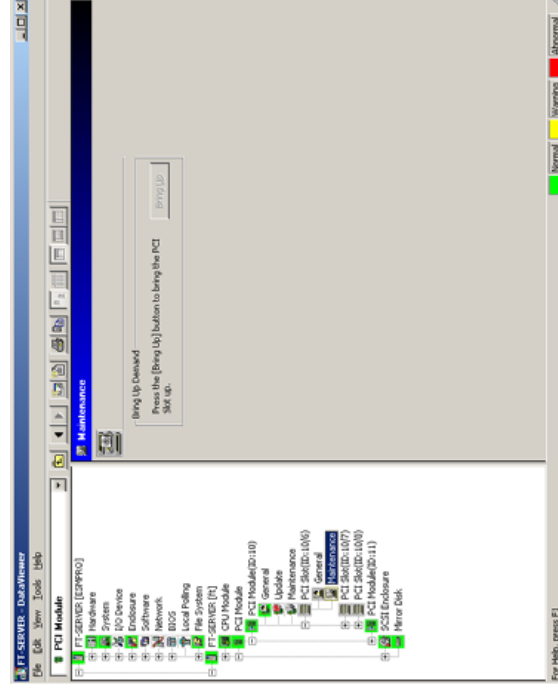 FT-SERVER - DataViewer
File Edit View Tools Help
PCI Module
FT-SERVER [ESMPRO]
Hardware
System
I/O Device
Enclosure
Software
Network
BIOS
Local Polling
File System
FT-SERVER [ft]
CPU Module
PCI Module
PCI Module(ID:10)
General
Update
Maintenance
PCI Slot(ID:10/6)
General
Maintenance
PCI Slot(ID:10/7)
PCI Slot(ID:10/8)
PCI Module(ID:11)
SCSI Enclosure
Mirror Disk
Maintenance
Bring Up Demand
Press the [Bring Up] button to bring the PCI
Slot up.
Bring Up
For Help, press F1
Normal Warning Abnormal